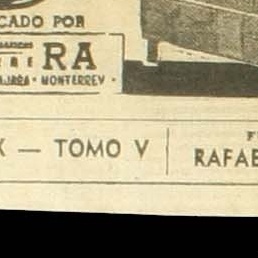 CADO POR
RA
MONTERREY
X — TOMO V
RAFAE